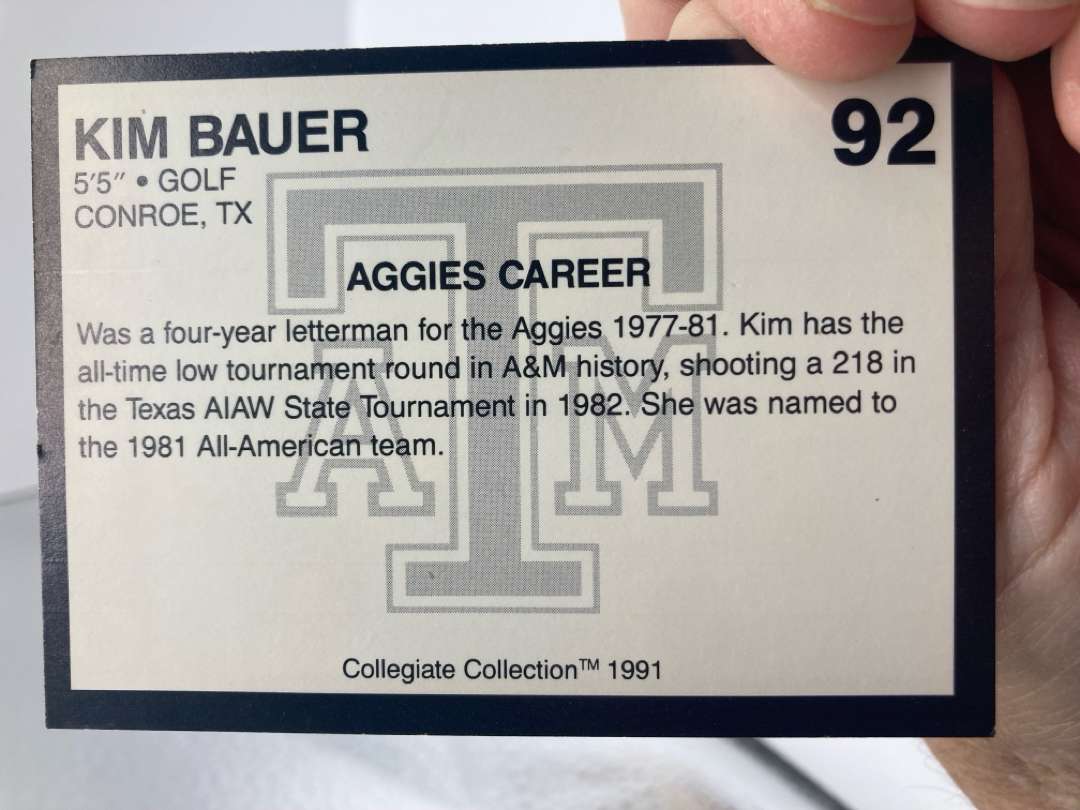 KIM BAUER
92
5'5" • GOLF
CONROE, TX
AGGIES CAREER
Was a four-year letterman for the Aggies 1977-81. Kim has the
all-time low tournament round in A&M history, shooting a 218 in
the Texas AIAW State Tournament in 1982. She was named to
the 1981 All-American team.
ATM
Collegiate Collection™ 1991